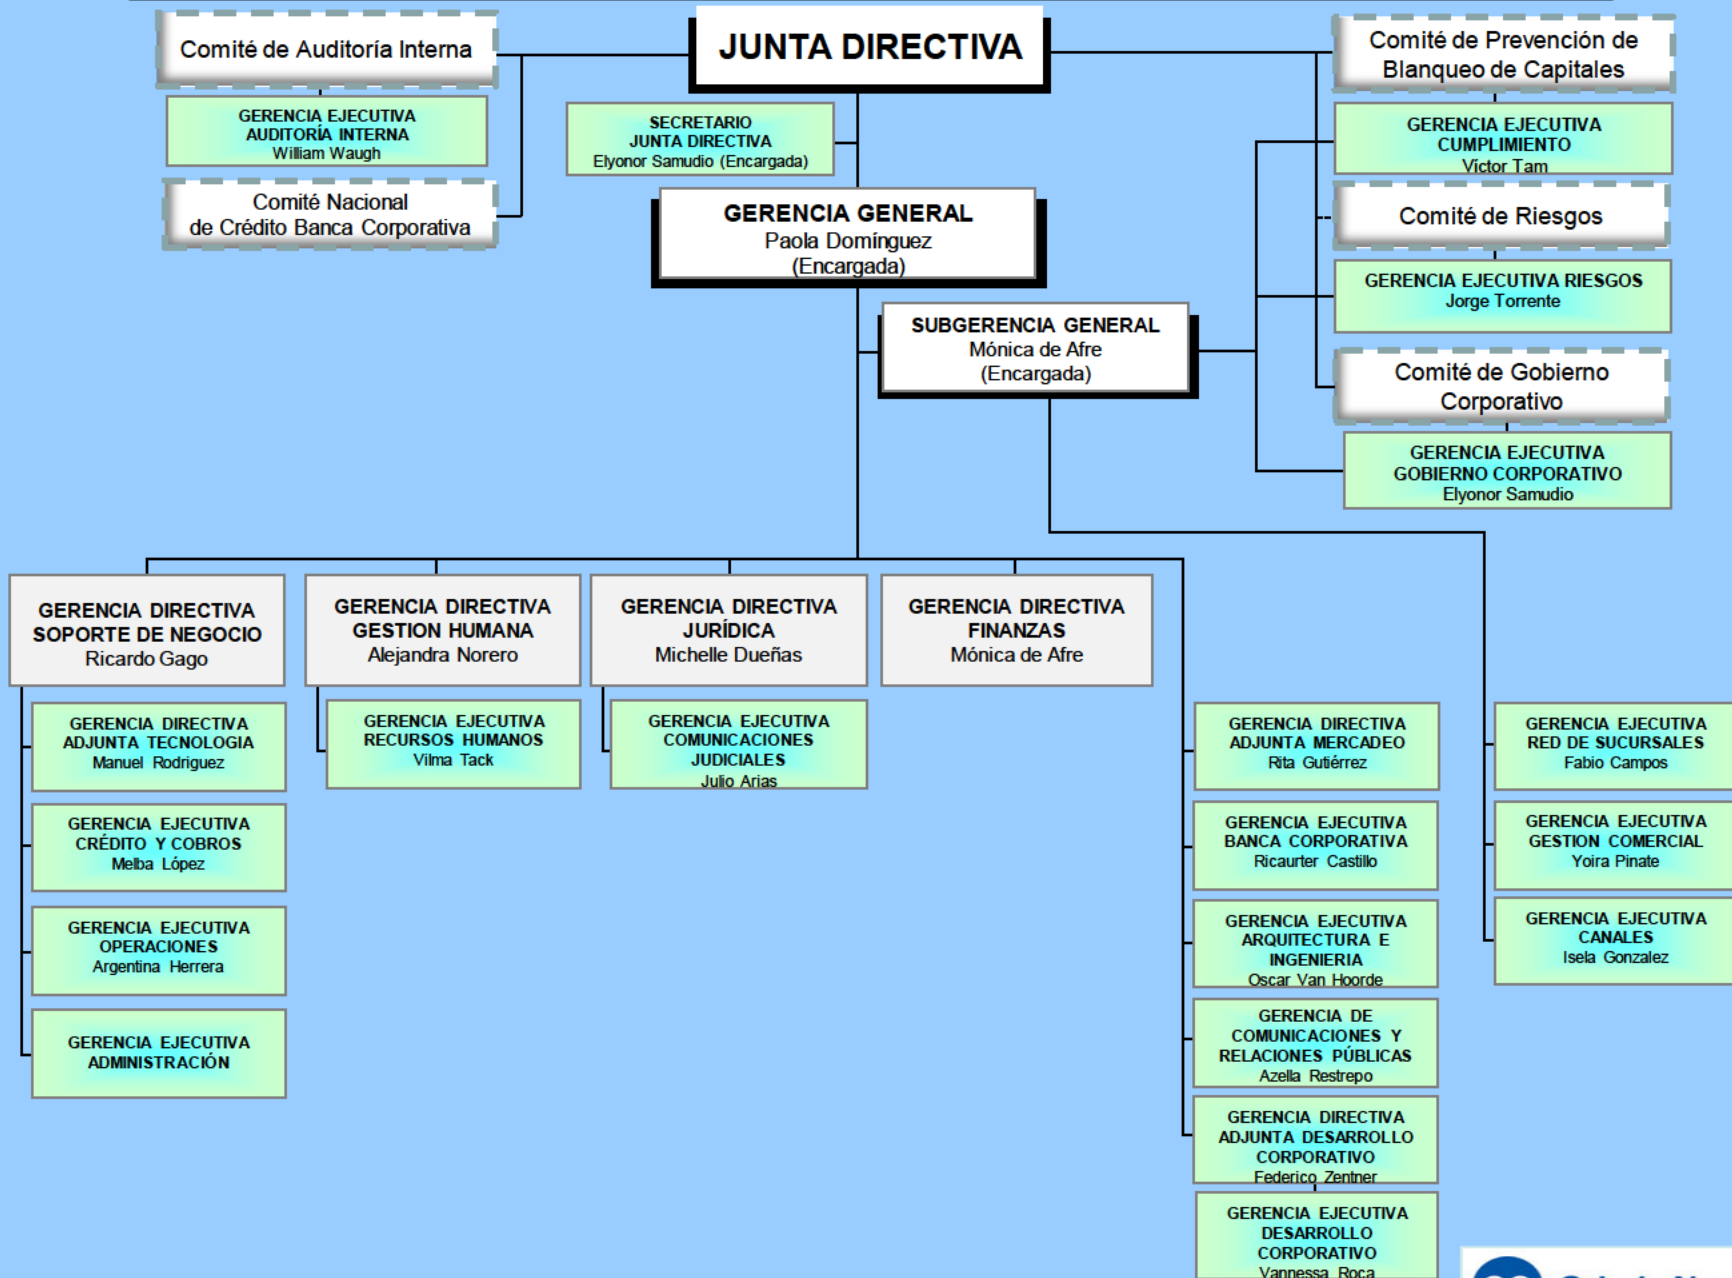 JUNTA DIRECTIVA
Comité de Auditoría Interna
GERENCIA EJECUTIVA
AUDITORÍA INTERNA
William Waugh
Comité Nacional
de Crédito Banca Corporativa
SECRETARIO
JUNTA DIRECTIVA
Elyonor Samudio (Encargada)
Comité de Prevención de
Blanqueo de Capitales
GERENCIA EJECUTIVA
CUMPLIMIENTO
Víctor Tam
Comité de Riesgos
GERENCIA EJECUTIVA RIESGOS
Jorge Torrente
Comité de Gobierno
Corporativo
GERENCIA EJECUTIVA
GOBIERNO CORPORATIVO
Elyonor Samudio
GERENCIA GENERAL
Paola Domínguez
(Encargada)
SUBGERENCIA GENERAL
Mónica de Afre
(Encargada)
GERENCIA DIRECTIVA
SOPORTE DE NEGOCIO
Ricardo Gago
GERENCIA DIRECTIVA
ADJUNTA TECNOLOGIA
Manuel Rodriguez
GERENCIA EJECUTIVA
CRÉDITO Y COBROS
Melba López
GERENCIA EJECUTIVA
OPERACIONES
Argentina Herrera
GERENCIA EJECUTIVA
ADMINISTRACIÓN
GERENCIA DIRECTIVA
GESTION HUMANA
Alejandra Norero
GERENCIA EJECUTIVA
RECURSOS HUMANOS
Vilma Tack
GERENCIA DIRECTIVA
JURÍDICA
Michelle Dueñas
GERENCIA EJECUTIVA
COMUNICACIONES
JUDICIALES
Julio Arias
GERENCIA DIRECTIVA
FINANZAS
Mónica de Afre
GERENCIA DIRECTIVA
ADJUNTA MERCADEO
Rita Gutiérrez
GERENCIA EJECUTIVA
BANCA CORPORATIVA
Ricaurter Castillo
GERENCIA EJECUTIVA
ARQUITECTURA E
INGENIERIA
Oscar Van Hoorde
GERENCIA DE
COMUNICACIONES Y
RELACIONES PÚBLICAS
Azella Restrepo
GERENCIA DIRECTIVA
ADJUNTA DESARROLLO
CORPORATIVO
Federico Zentner
GERENCIA EJECUTIVA
DESARROLLO
CORPORATIVO
Vannessa Roca
GERENCIA EJECUTIVA
RED DE SUCURSALES
Fabio Campos
GERENCIA EJECUTIVA
GESTION COMERCIAL
Yoira Pinate
GERENCIA EJECUTIVA
CANALES
Isela Gonzalez